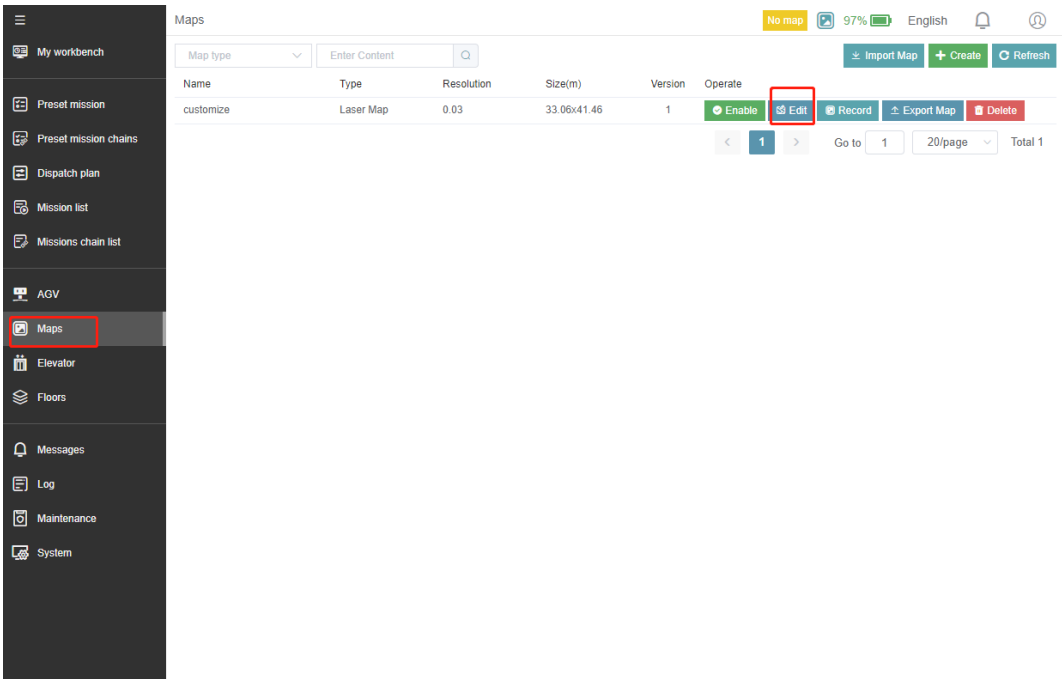 Maps
No map 97% English
My workbench
Preset mission
Preset mission chains
Dispatch plan
Mission list
Missions chain list
AGV
Maps
Elevator
Floors
Messages
Log
Maintenance
System
Map type Enter Content Import Map Create Refresh
Name Type Resolution Size(m) Version Operate
customize Laser Map 0.03 33.06x41.46 1 Enable Edit Record Export Map Delete
< 1 > Go to 1 20/page Total 1